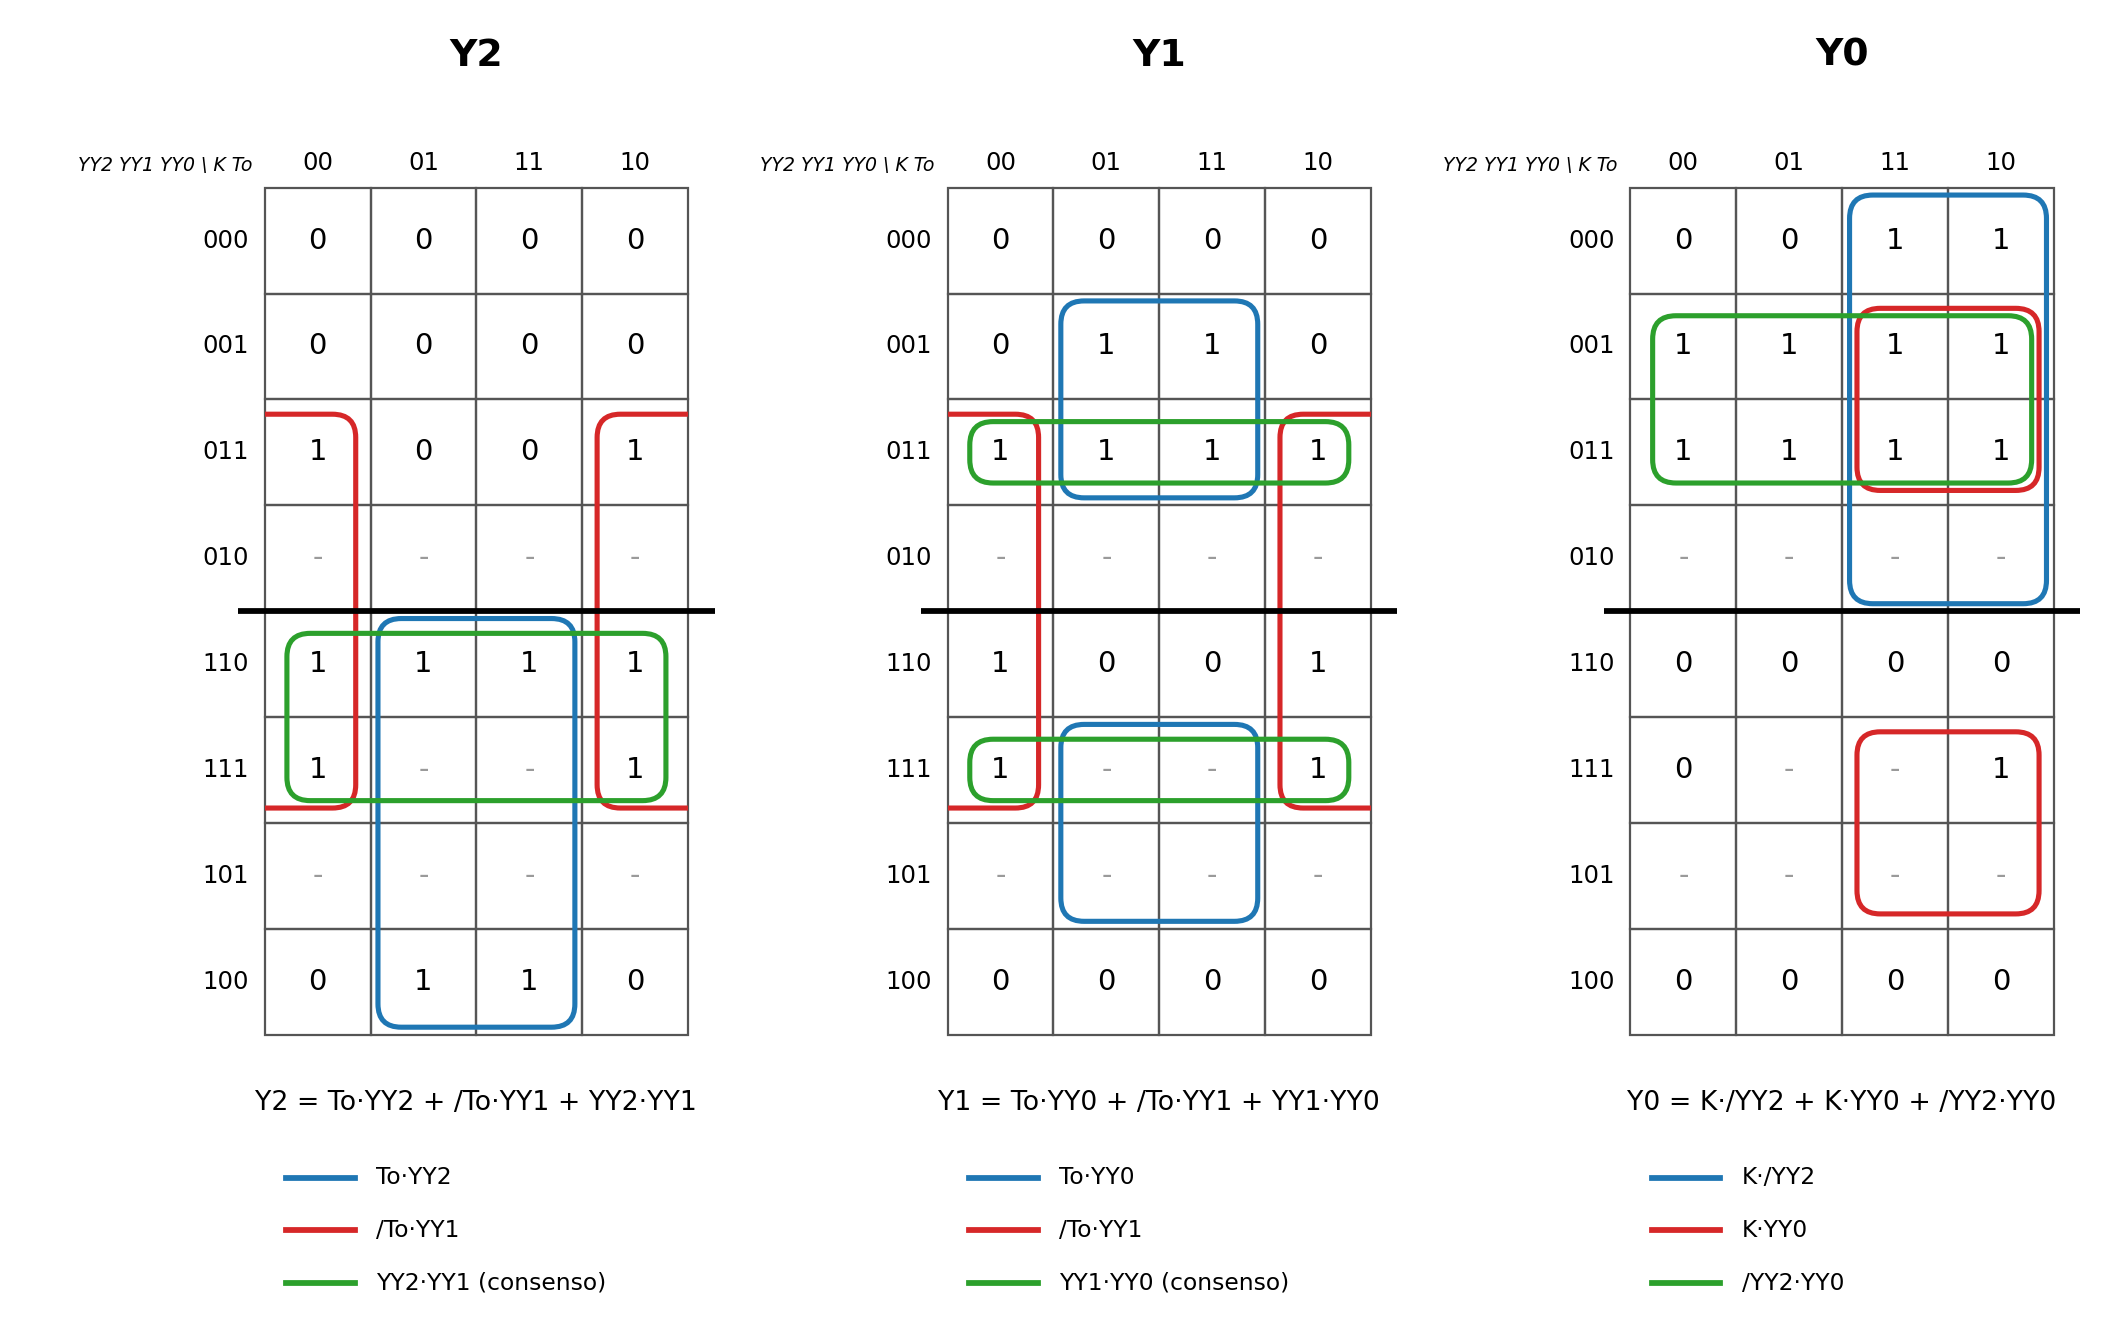 Y2 Y1 Y0
YY2 YY1 YY0 \ K To 00 01 11 10 YY2 YY1 YY0 \ K To 00 01 11 10 YY2 YY1 YY0 \ K To 00 01 11 10
000 0 0 0 0 000 0 0 0 0 000 0 0 1 1
001 0 0 0 0 001 0 1 1 0 001 1 1 1 1
011 1 0 0 1 011 1 1 1 1 011 1 1 1 1
010 - - - - 010 - - - - 010 - - - -
110 1 1 1 1 110 1 0 0 1 110 0 0 0 0
111 1 - - 1 111 1 - - 1 111 0 - - 1
101 - - - - 101 - - - - 101 - - - -
100 0 1 1 0 100 0 0 0 0 100 0 0 0 0
Y2 = To·YY2 + /To·YY1 + YY2·YY1 Y1 = To·YY0 + /To·YY1 + YY1·YY0 Y0 = K·/YY2 + K·YY0 + /YY2·YY0
To·YY2 To·YY0 K·/YY2
/To·YY1 /To·YY1 K·YY0
YY2·YY1 (consenso) YY1·YY0 (consenso) /YY2·YY0